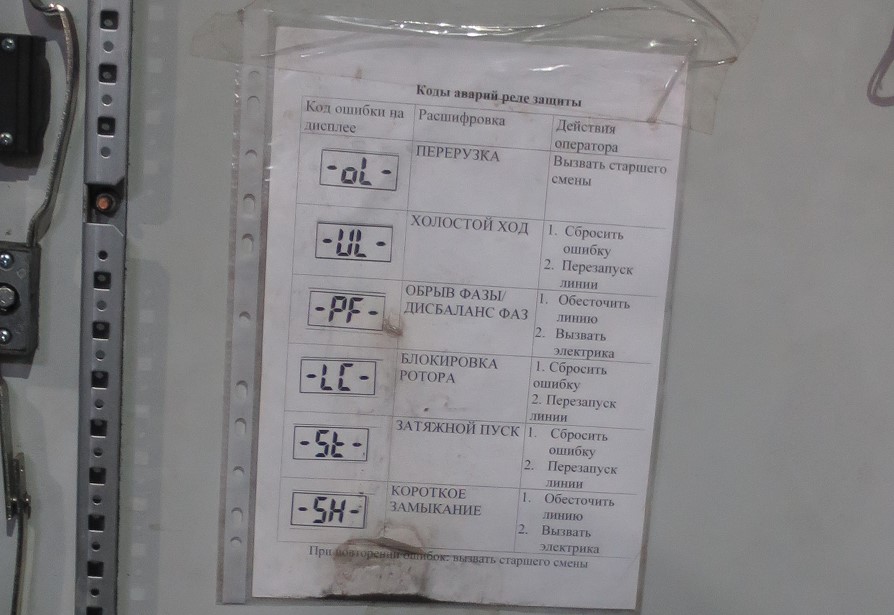 Коды аварий реле защиты
Код ошибки на
дисплее
Расшифровка
Действия
оператора
-oL-
ПЕРЕРУЗКА
Вызвать старшего
смены
-UL-
ХОЛОСТОЙ ХОД
1. Сбросить
ошибку
2. Перезапуск
линии
-PF-
ОБРЫВ ФАЗЫ/
ДИСБАЛАНС ФАЗ
1. Обесточить
линию
2. Вызвать
электрика
-LC-
БЛОКИРОВКА
РОТОРА
1. Сбросить
ошибку
2. Перезапуск
линии
-St-
ЗАТЯЖНОЙ ПУСК
1. Сбросить
ошибку
2. Перезапуск
линии
-SH-
КОРОТКОЕ
ЗАМЫКАНИЕ
1. Обесточить
линию
2. Вызвать
электрика
При повторении ошибок: вызвать старшего смены